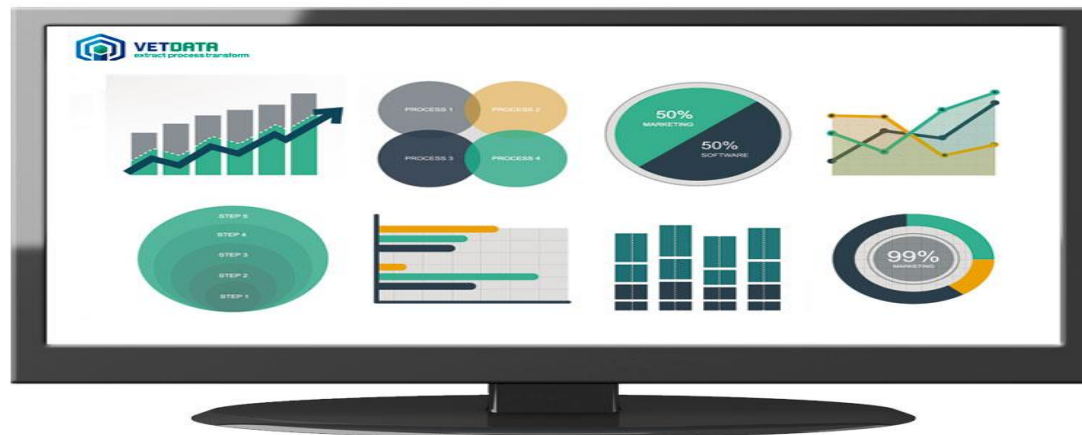 VETDATA
extract process transform
PROCESS 1
PROCESS 2
PROCESS 3
PROCESS 4
50%
MARKETING
50%
SOFTWARE
STEP 5
STEP 4
STEP 3
STEP 2
STEP 1
99%
MARKETING